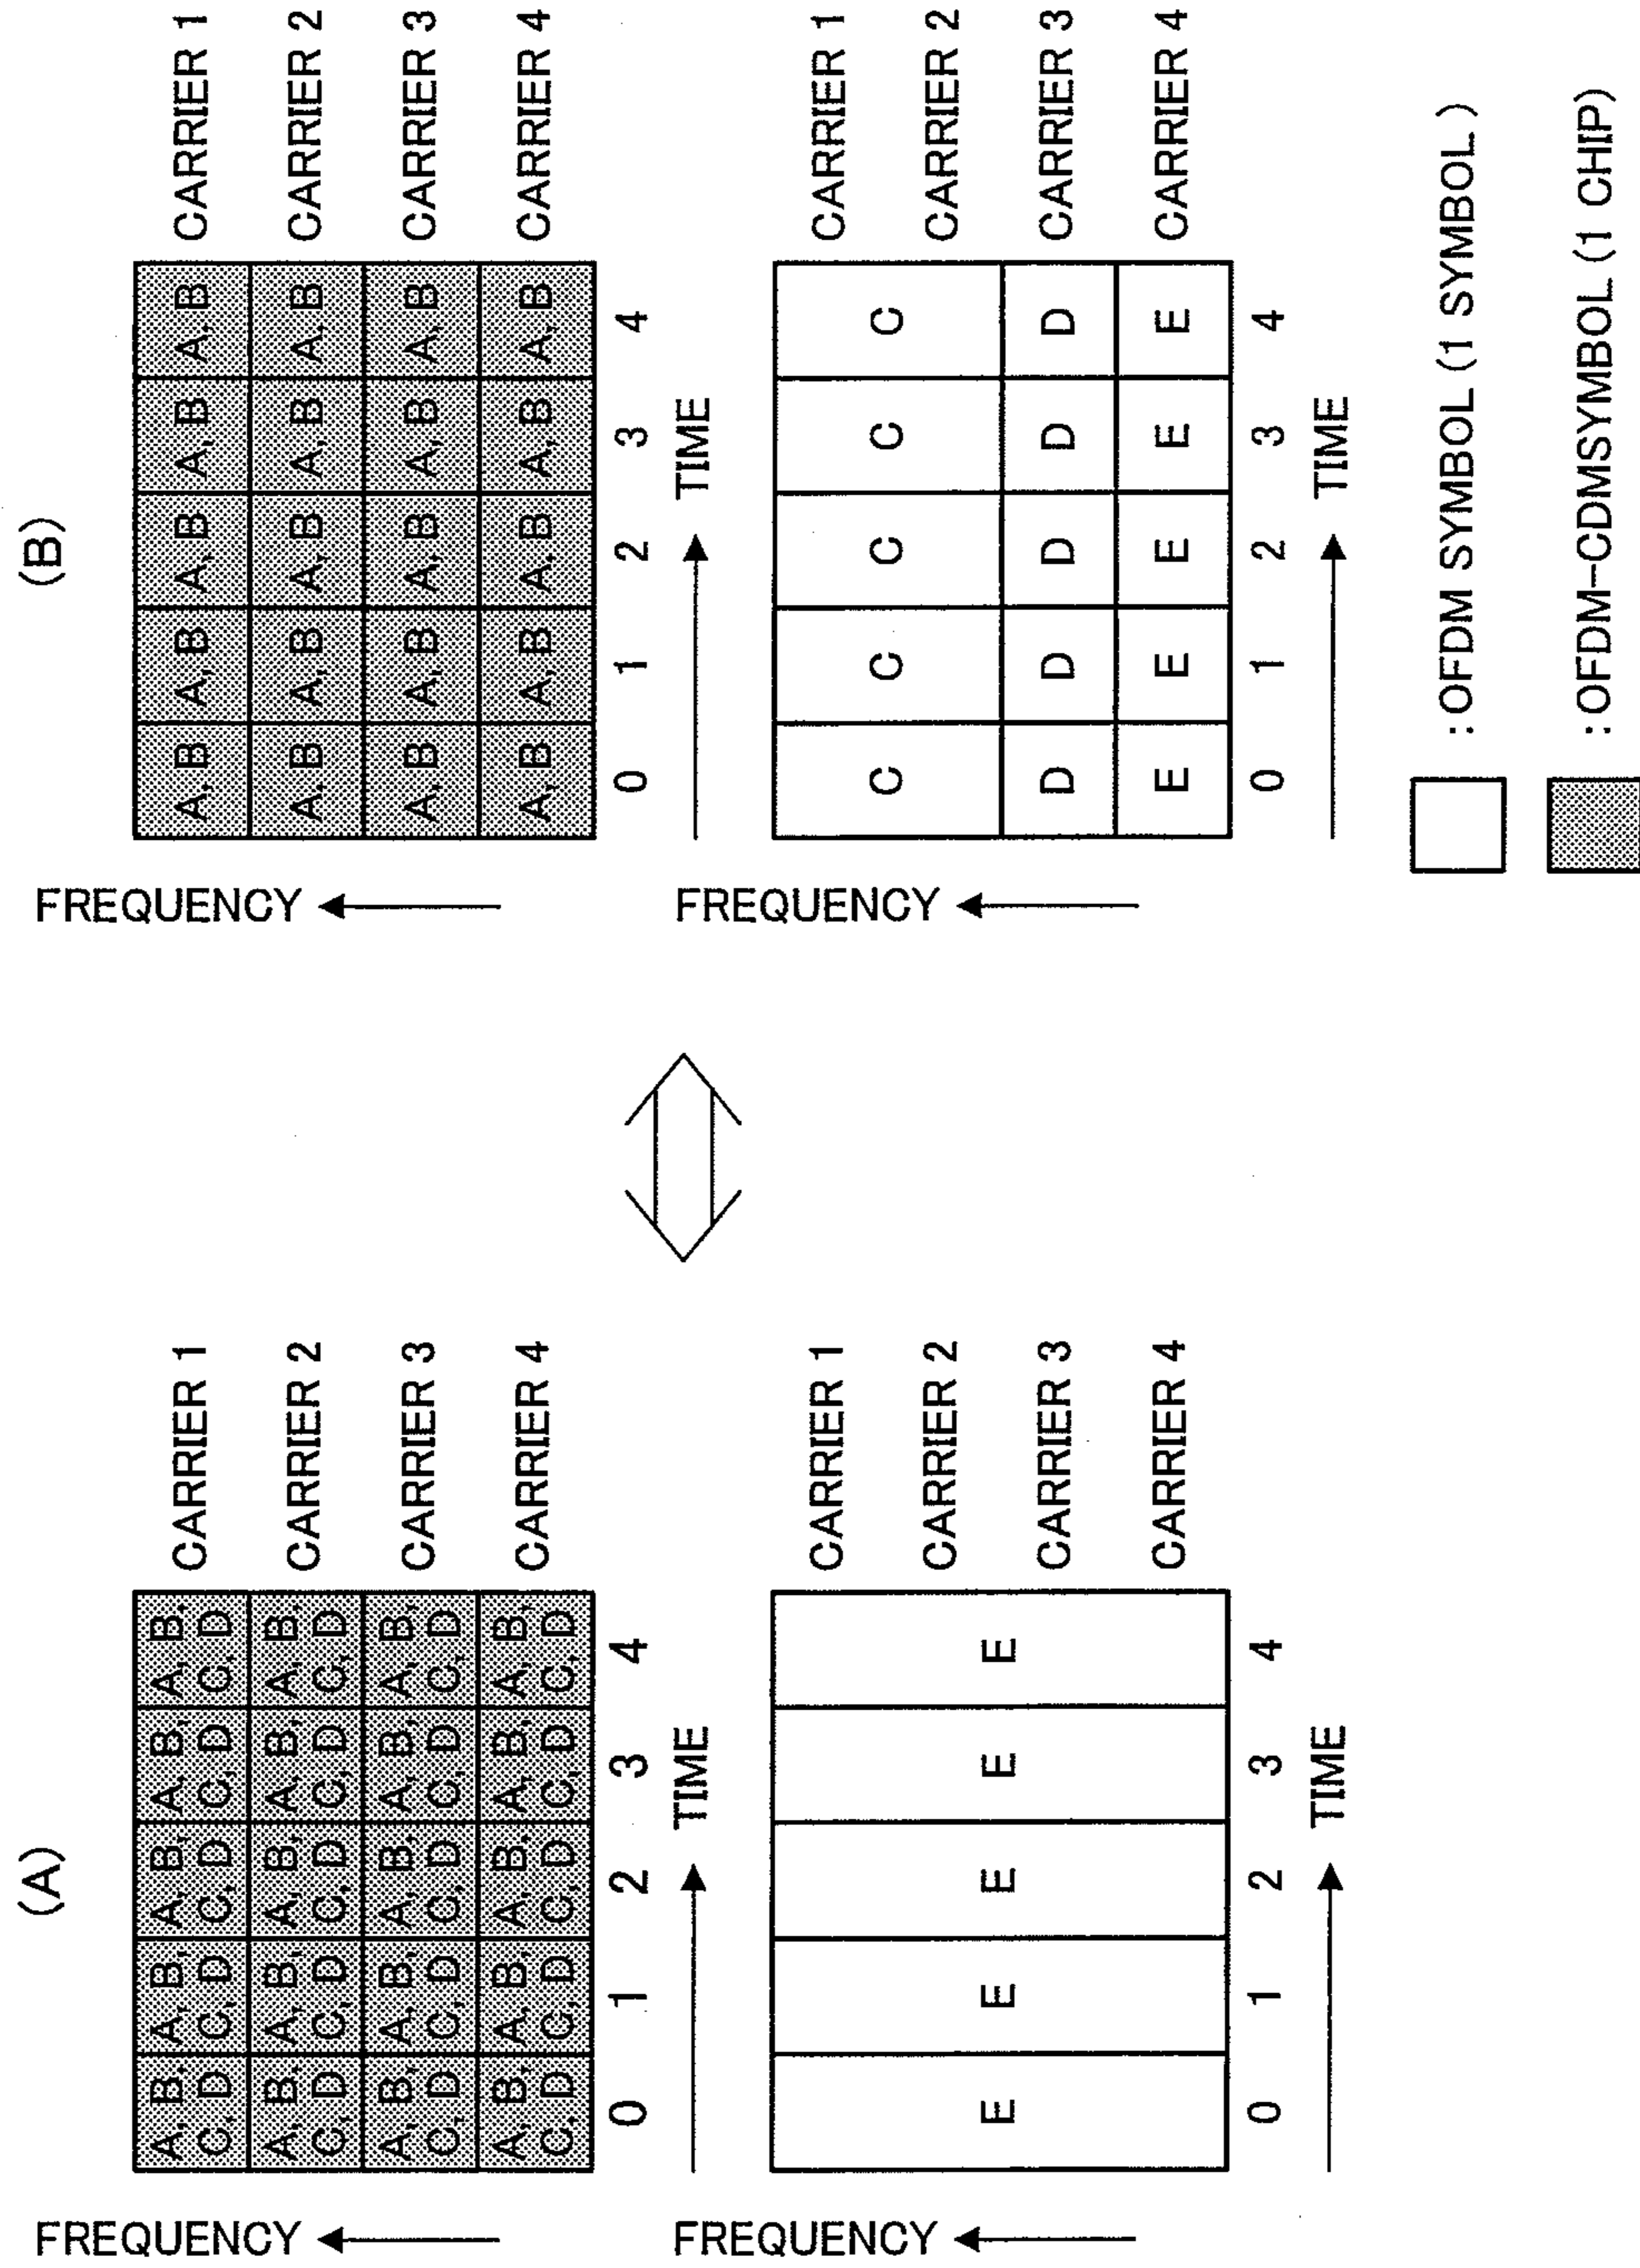 (A)
FREQUENCY
A, B, A, B, A, B, A, B, A, B, CARRIER 1
C, D C, D C, D C, D C, D
A, B, A, B, A, B, A, B, A, B, CARRIER 2
C, D C, D C, D C, D C, D
A, B, A, B, A, B, A, B, A, B, CARRIER 3
C, D C, D C, D C, D C, D
A, B, A, B, A, B, A, B, A, B, CARRIER 4
C, D C, D C, D C, D C, D
0 1 2 3 4
TIME
FREQUENCY
CARRIER 1
CARRIER 2
E E E E E
CARRIER 3
CARRIER 4
0 1 2 3 4
TIME
(B)
FREQUENCY
A, B A, B A, B A, B A, B CARRIER 1
A, B A, B A, B A, B A, B CARRIER 2
A, B A, B A, B A, B A, B CARRIER 3
A, B A, B A, B A, B A, B CARRIER 4
0 1 2 3 4
TIME
FREQUENCY
CARRIER 1
C C C C C
CARRIER 2
D D D D D CARRIER 3
E E E E E CARRIER 4
0 1 2 3 4
TIME
:OFDM SYMBOL (1 SYMBOL)
:OFDM-CDMSYMBOL (1 CHIP)